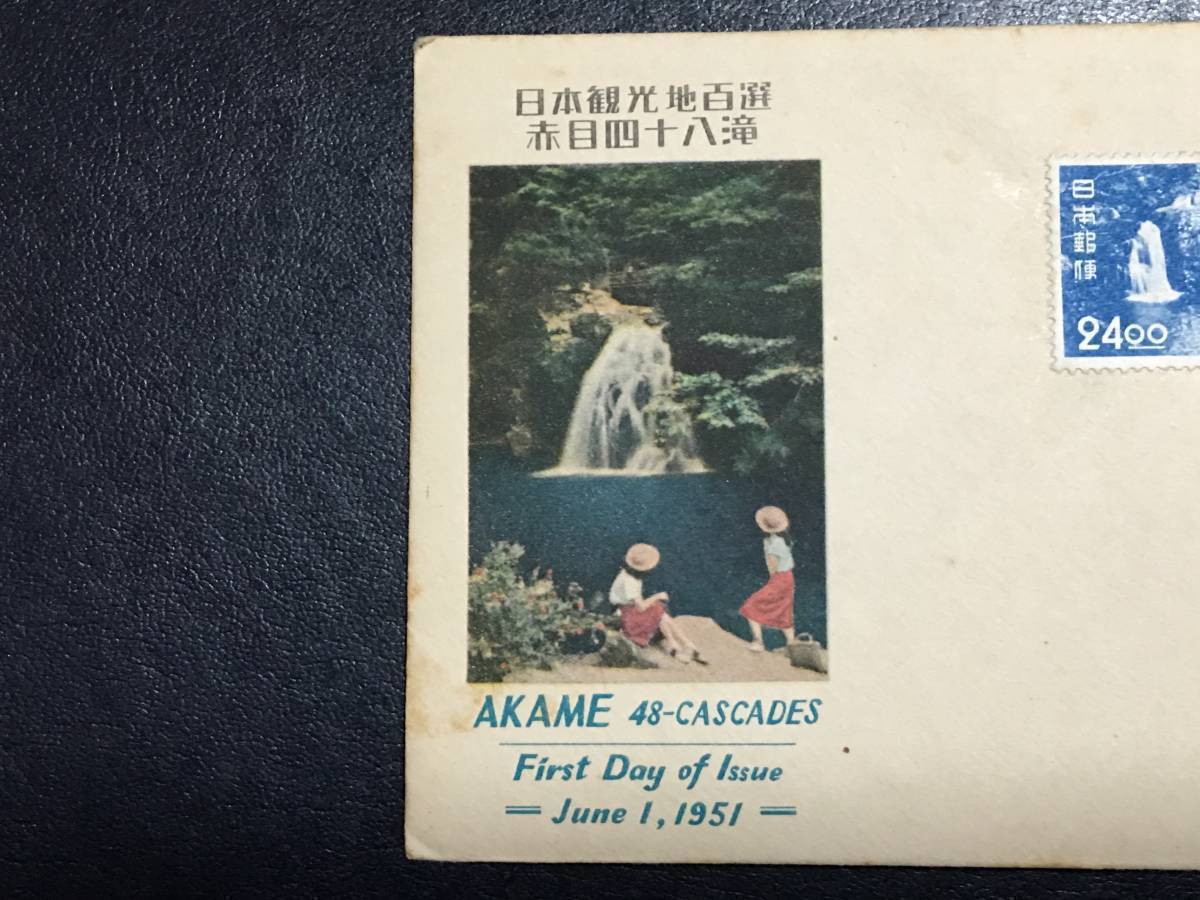 日本観光地百選
赤目四十八滝
AKAME 48-CASCADES
First Day of Issue
June 1, 1951
日本郵便
2400